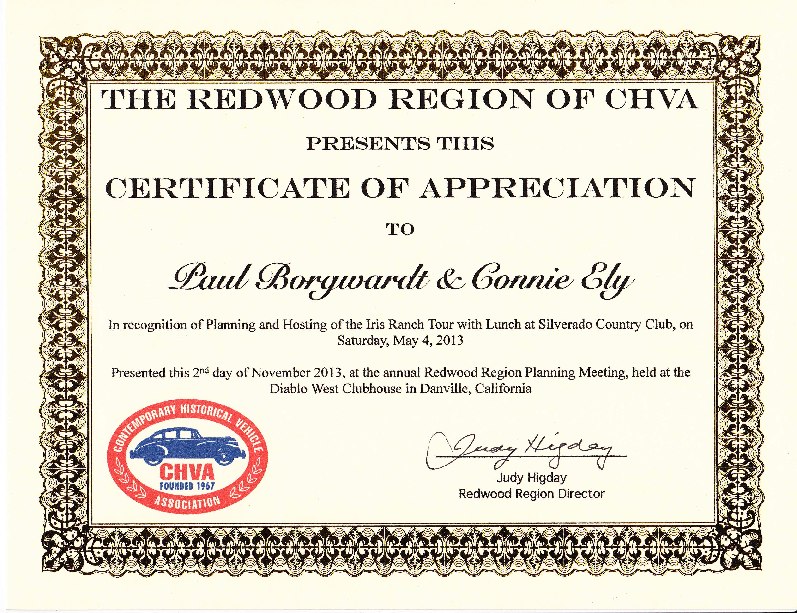 THE REDWOOD REGION OF CHVA
PRESENTS THIS
CERTIFICATE OF APPRECIATION
TO
Paul Borgwardt & Connie Ely
In recognition of Planning and Hosting of the Iris Ranch Tour with Lunch at Silverado Country Club, on
Saturday, May 4, 2013
Presented this 2nd day of November 2013, at the annual Redwood Region Planning Meeting, held at the
Diablo West Clubhouse in Danville, California
CONTEMPORARY HISTORICAL VEHICLE
CHVA
FOUNDED 1967
ASSOCIATION
Judy Higday
Judy Higday
Redwood Region Director